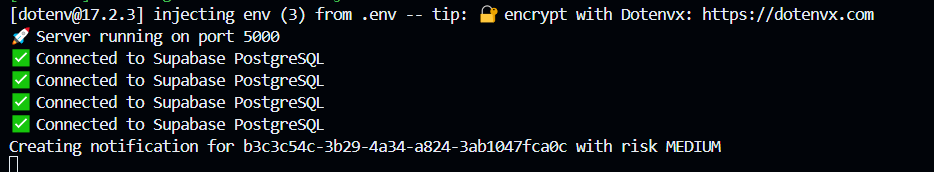 [dotenv@17.2.3] injecting env (3) from .env -- tip: 🔐 encrypt with Dotenvx: https://dotenvx.com
🚀 Server running on port 5000
✅ Connected to Supabase PostgreSQL
✅ Connected to Supabase PostgreSQL
✅ Connected to Supabase PostgreSQL
✅ Connected to Supabase PostgreSQL
Creating notification for b3c3c54c-3b29-4a34-a824-3ab1047fca0c with risk MEDIUM